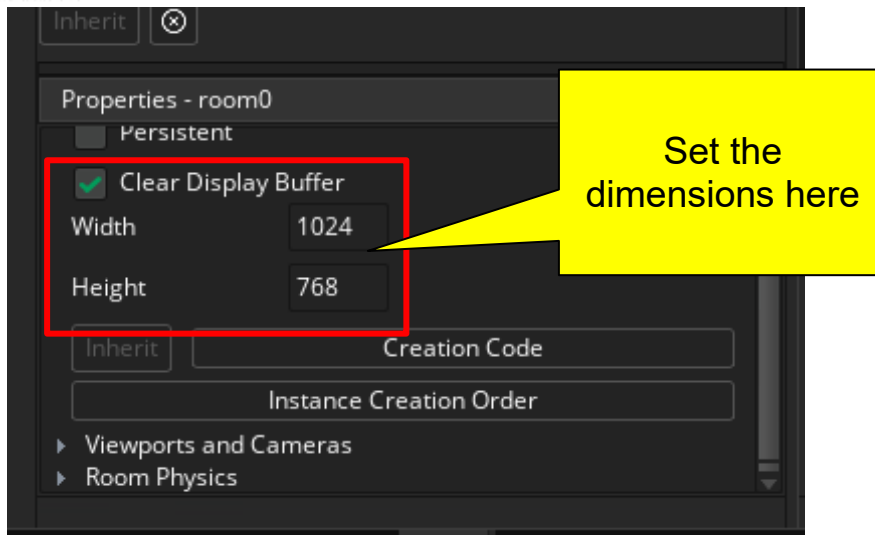 Inherit
Properties - room0
Persistent
Set the
dimensions here
Clear Display Buffer
Width 1024
Height 768
Inherit Creation Code
Instance Creation Order
Viewports and Cameras
Room Physics